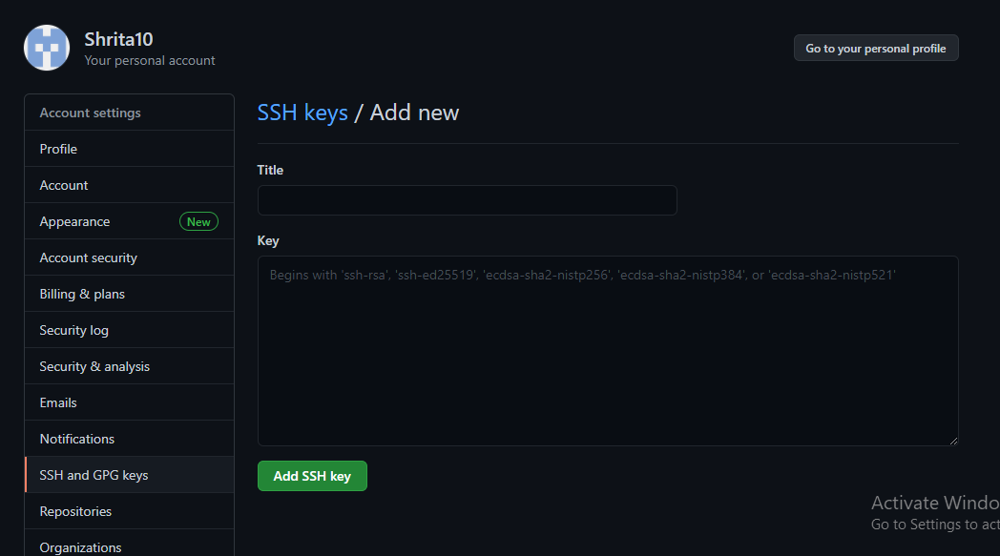 Shrita10
Your personal account
Go to your personal profile
Account settings
Profile
Account
Appearance New
Account security
Billing & plans
Security log
Security & analysis
Emails
Notifications
SSH and GPG keys
Repositories
Organizations
SSH keys / Add new
Title
Key
Begins with 'ssh-rsa', 'ssh-ed25519', 'ecdsa-sha2-nistp256', 'ecdsa-sha2-nistp384', or 'ecdsa-sha2-nistp521'
Add SSH key
Activate Windo
Go to Settings to act